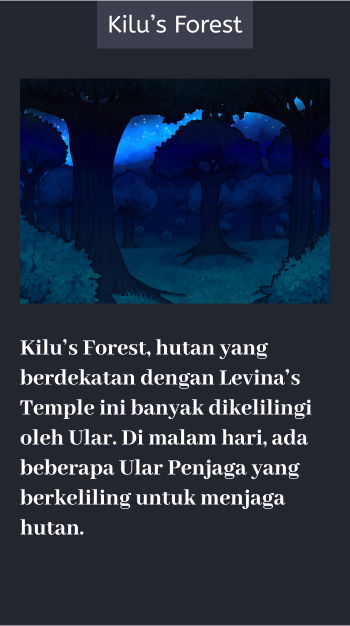 Kilu’s Forest
Kilu’s Forest, hutan yang
berdekatan dengan Levina’s
Temple ini banyak dikelilingi
oleh Ular. Di malam hari, ada
beberapa Ular Penjaga yang
berkeliling untuk menjaga
hutan.